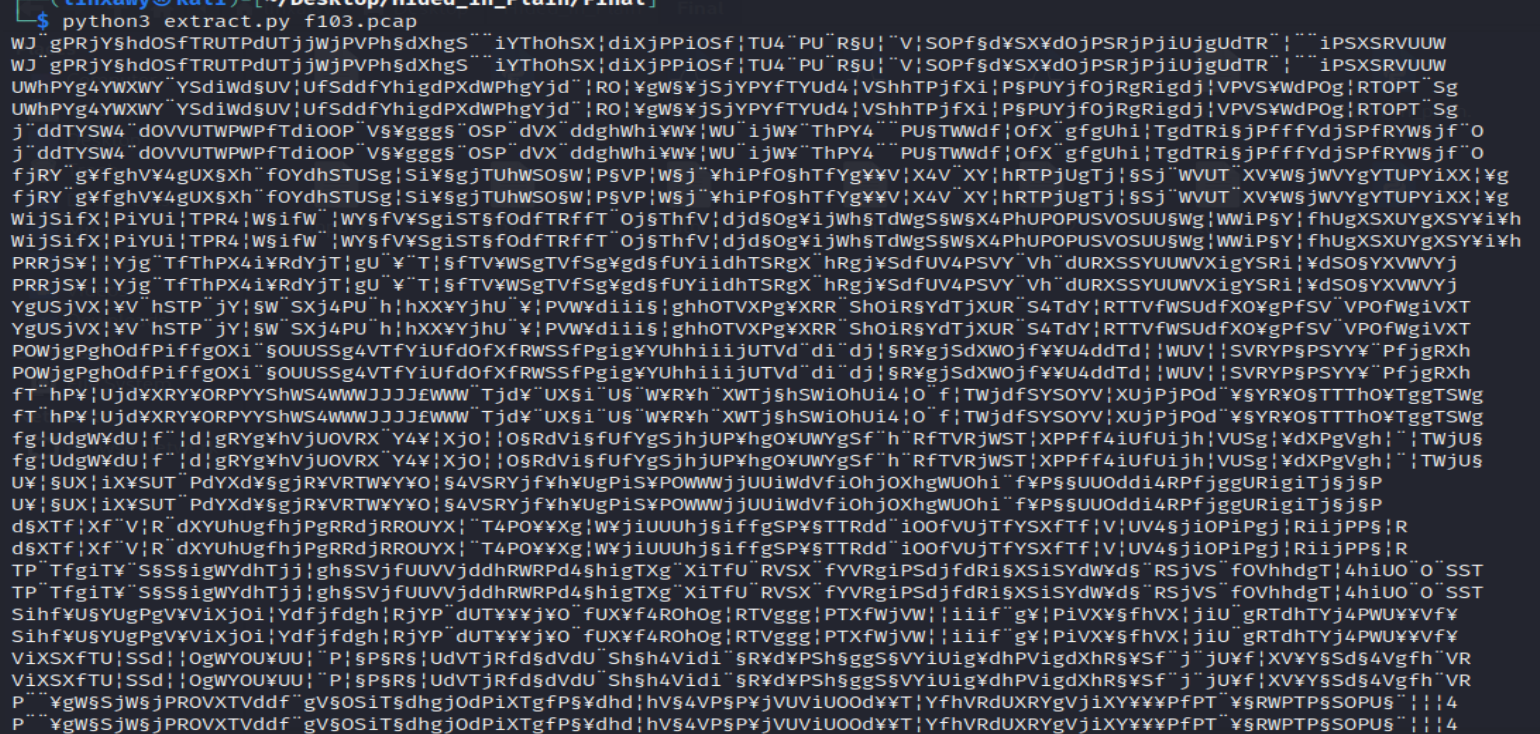 └─$ python3 extract.py f103.pcap
WJ¨gPRjY§hdOSfTRUTPdUTjjWjPVPh§dXhgS¨¨iYThOhSX¦diXjPPiOSf¦TU4¨PU¨R§U¦¨V¦SOPf§d¥SX¥dOjPSRjPjiUjgUdTR¨¦¨¨iPSXSRVUUW
WJ¨gPRjY§hdOSfTRUTPdUTjjWjPVPh§dXhgS¨¨iYThOhSX¦diXjPPiOSf¦TU4¨PU¨R§U¦¨V¦SOPf§d¥SX¥dOjPSRjPjiUjgUdTR¨¦¨¨iPSXSRVUUW
UWhPYg4YWXWY¨YSdiWd§UV¦UfSddfYhigdPXdWPhgYjd¨¦RO¦¥gW§¥jSjYPYfTYUd4¦VShhTPjfXi¦P§PUYjfOjRgRigdj¦VPVS¥WdPOg¦RTOPT¨Sg
UWhPYg4YWXWY¨YSdiWd§UV¦UfSddfYhigdPXdWPhgYjd¨¦RO¦¥gW§¥jSjYPYfTYUd4¦VShhTPjfXi¦P§PUYjfOjRgRigdj¦VPVS¥WdPOg¦RTOPT¨Sg
j¨ddTYSW4¨dOVVUTWPWPfTdiOOP¨V§¥ggg§¨OSP¨dVX¨ddghWhi¥W¥¦WU¨ijW¥¨ThPY4¨¨PU§TWWdf¦OfX¨gfgUhi¦TgdTRi§jPfffYdjSPfRYW§jf¨O
j¨ddTYSW4¨dOVVUTWPWPfTdiOOP¨V§¥ggg§¨OSP¨dVX¨ddghWhi¥W¥¦WU¨ijW¥¨ThPY4¨¨PU§TWWdf¦OfX¨gfgUhi¦TgdTRi§jPfffYdjSPfRYW§jf¨O
fjRY¨g¥fghV¥4gUX§Xh¨fOYdhSTUSg¦Si¥§gjTUhWSO§W¦P§VP¦W§j¨¥hiPfO§hTfYg¥¥V¦X4V¨XY¦hRTPjUgTj¦§Sj¨WVUT¨XV¥W§jWVYgYTUPYiXX¦¥g
fjRY¨g¥fghV¥4gUX§Xh¨fOYdhSTUSg¦Si¥§gjTUhWSO§W¦P§VP¦W§j¨¥hiPfO§hTfYg¥¥V¦X4V¨XY¦hRTPjUgTj¦§Sj¨WVUT¨XV¥W§jWVYgYTUPYiXX¦¥g
WijSifX¦PiYUi¦TPR4¦W§ifW¨¦WY§fV¥SgiST§fOdfTRffT¨Oj§ThfV¦djd§Og¥ijWh§TdWgS§W§X4PhUPOPUSVOSUU§Wg¦WWiP§Y¦fhUgXSXUYgXSY¥i¥h
WijSifX¦PiYUi¦TPR4¦W§ifW¨¦WY§fV¥SgiST§fOdfTRffT¨Oj§ThfV¦djd§Og¥ijWh§TdWgS§W§X4PhUPOPUSVOSUU§Wg¦WWiP§Y¦fhUgXSXUYgXSY¥i¥h
PRRjS¥¦¦Yjg¨TfThPX4i¥RdYjT¦gU¨¥¨T¦§fTV¥WSgTVfSg¥gd§fUYiidhTSRgX¨hRgj¥SdfUV4PSVY¨Vh¨dURXSSYUUWVXigYSRi¦¥dSO§YXVWVYj
PRRjS¥¦¦Yjg¨TfThPX4i¥RdYjT¦gU¨¥¨T¦§fTV¥WSgTVfSg¥gd§fUYiidhTSRgX¨hRgj¥SdfUV4PSVY¨Vh¨dURXSSYUUWVXigYSRi¦¥dSO§YXVWVYj
YgUSjVX¦¥V¨hSTP¨jY¦§W¨SXj4PU¨h¦hXX¥YjhU¨¥¦PVW¥diii§¦ghhOTVXPg¥XRR¨ShOiR§YdTjXUR¨S4TdY¦RTTVfWSUdfXO¥gPfSV¨VPOfWgiVXT
YgUSjVX¦¥V¨hSTP¨jY¦§W¨SXj4PU¨h¦hXX¥YjhU¨¥¦PVW¥diii§¦ghhOTVXPg¥XRR¨ShOiR§YdTjXUR¨S4TdY¦RTTVfWSUdfXO¥gPfSV¨VPOfWgiVXT
POWjgPghOdfPiffgOXi¨§OUUSSg4VTfYiUfdOfXfRWSSfPgig¥YUhhiiijUTVd¨di¨dj¦§R¥gjSdXWOjf¥¥U4ddTd¦¦WUV¦¦SVRYP§PSYY¥¨PfjgRXh
POWjgPghOdfPiffgOXi¨§OUUSSg4VTfYiUfdOfXfRWSSfPgig¥YUhhiiijUTVd¨di¨dj¦§R¥gjSdXWOjf¥¥U4ddTd¦¦WUV¦¦SVRYP§PSYY¥¨PfjgRXh
fT¨hP¥¦Ujd¥XRY¥ORPYYShWS4WWWJJJJ£WWW¨Tjd¥¨UX§i¨U§¨W¥R¥h¨XWTj§hSWiOhUi4¦O¨f¦TWjdfSYSOYV¦XUjPjPOd¨¥§YR¥O§TTThO¥TggTSWg
fT¨hP¥¦Ujd¥XRY¥ORPYYShWS4WWWJJJJ£WWW¨Tjd¥¨UX§i¨U§¨W¥R¥h¨XWTj§hSWiOhUi4¦O¨f¦TWjdfSYSOYV¦XUjPjPOd¨¥§YR¥O§TTThO¥TggTSWg
fg¦UdgW¥dU¦f¨¦d¦gRYg¥hVjUOVRX¨Y4¥¦XjO¦¦O§RdVi§fUfYgSjhjUP¥hgO¥UWYgSf¨h¨RfTVRjWST¦XPPff4iUfUijh¦VUSg¦¥dXPgVgh¦¨¦TWjU§
fg¦UdgW¥dU¦f¨¦d¦gRYg¥hVjUOVRX¨Y4¥¦XjO¦¦O§RdVi§fUfYgSjhjUP¥hgO¥UWYgSf¨h¨RfTVRjWST¦XPPff4iUfUijh¦VUSg¦¥dXPgVgh¦¨¦TWjU§
U¥¦§UX¦iX¥SUT¨PdYXd¥§gjR¥VRTW¥Y¥O¦§4VSRYjf¥h¥UgPiS¥POWWWjjUUiWdVfiOhjOXhgWUOhi¨f¥P§§UUOddi4RPfjggURigiTj§j§P
U¥¦§UX¦iX¥SUT¨PdYXd¥§gjR¥VRTW¥Y¥O¦§4VSRYjf¥h¥UgPiS¥POWWWjjUUiWdVfiOhjOXhgWUOhi¨f¥P§§UUOddi4RPfjggURigiTj§j§P
d§XTf¦Xf¨V¦R¨dXYUhUgfhjPgRRdjRROUYX¦¨T4PO¥¥Xg¦W¥jiUUUhj§iffgSP¥§TTRdd¨iOOfVUjTfYSXfTf¦V¦UV4§jiOPiPgj¦RiijPP§¦R
d§XTf¦Xf¨V¦R¨dXYUhUgfhjPgRRdjRROUYX¦¨T4PO¥¥Xg¦W¥jiUUUhj§iffgSP¥§TTRdd¨iOOfVUjTfYSXfTf¦V¦UV4§jiOPiPgj¦RiijPP§¦R
TP¨TfgiT¥¨S§S§igWYdhTjj¦gh§SVjfUUVVjddhRWRPd4§higTXg¨XiTfU¨RVSX¨fYVRgiPSdjfdRi§XSiSYdW¥d§¨RSjVS¨fOVhhdgT¦4hiUO¨O¨SST
TP¨TfgiT¥¨S§S§igWYdhTjj¦gh§SVjfUUVVjddhRWRPd4§higTXg¨XiTfU¨RVSX¨fYVRgiPSdjfdRi§XSiSYdW¥d§¨RSjVS¨fOVhhdgT¦4hiUO¨O¨SST
Sihf¥U§YUgPgV¥ViXjOi¦Ydfjfdgh¦RjYP¨dUT¥¥¥j¥O¨fUX¥f4ROhOg¦RTVggg¦PTXfWjVW¦¦iiif¨g¥¦PiVX¥§fhVX¦jiU¨gRTdhTYj4PWU¥¥Vf¥
Sihf¥U§YUgPgV¥ViXjOi¦Ydfjfdgh¦RjYP¨dUT¥¥¥j¥O¨fUX¥f4ROhOg¦RTVggg¦PTXfWjVW¦¦iiif¨g¥¦PiVX¥§fhVX¦jiU¨gRTdhTYj4PWU¥¥Vf¥
ViXSXfTU¦SSd¦¦OgWYOU¥UU¦¨P¦§P§R§¦UdVTjRfd§dVdU¨Sh§h4Vidi¨§R¥d¥PSh§ggS§VYiUig¥dhPVigdXhR§¥Sf¨j¨jU¥f¦XV¥Y§Sd§4Vgfh¨VR
ViXSXfTU¦SSd¦¦OgWYOU¥UU¦¨P¦§P§R§¦UdVTjRfd§dVdU¨Sh§h4Vidi¨§R¥d¥PSh§ggS§VYiUig¥dhPVigdXhR§¥Sf¨j¨jU¥f¦XV¥Y§Sd§4Vgfh¨VR
P¨¨¥gW§SjW§jPROVXTVddf¨gV§OSiT§dhgjOdPiXTgfP§¥dhd¦hV§4VP§P¥jVUViUOOd¥¥T¦YfhVRdUXRYgVjiXY¥¥¥PfPT¨¥§RWPTP§SOPU§¨¦¦¦4
P¨¨¥gW§SjW§jPROVXTVddf¨gV§OSiT§dhgjOdPiXTgfP§¥dhd¦hV§4VP§P¥jVUViUOOd¥¥T¦YfhVRdUXRYgVjiXY¥¥¥PfPT¨¥§RWPTP§SOPU§¨¦¦¦4